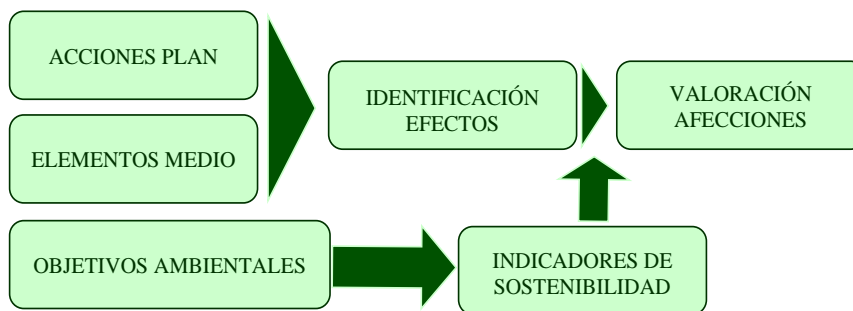 ACCIONES PLAN
ELEMENTOS MEDIO
IDENTIFICACIÓN
EFECTOS
VALORACIÓN
AFECCIONES
OBJETIVOS AMBIENTALES
INDICADORES DE
SOSTENIBILIDAD